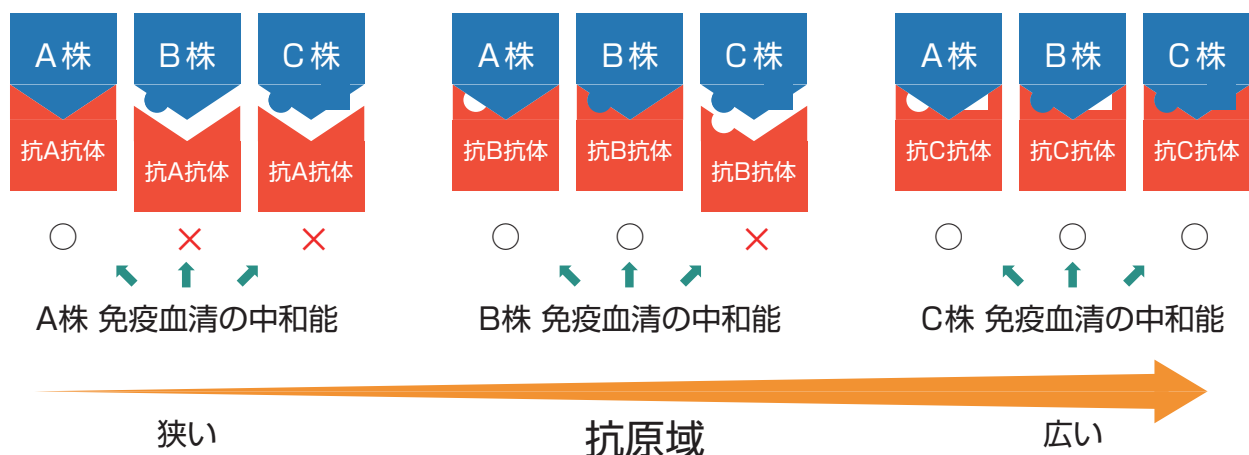 A株 B株 C株
抗A抗体 抗A抗体 抗A抗体
○ × ×
A株 免疫血清の中和能
A株 B株 C株
抗B抗体 抗B抗体 抗B抗体
○ ○ ×
B株 免疫血清の中和能
A株 B株 C株
抗C抗体 抗C抗体 抗C抗体
○ ○ ○
C株 免疫血清の中和能
狭い 抗原域 広い